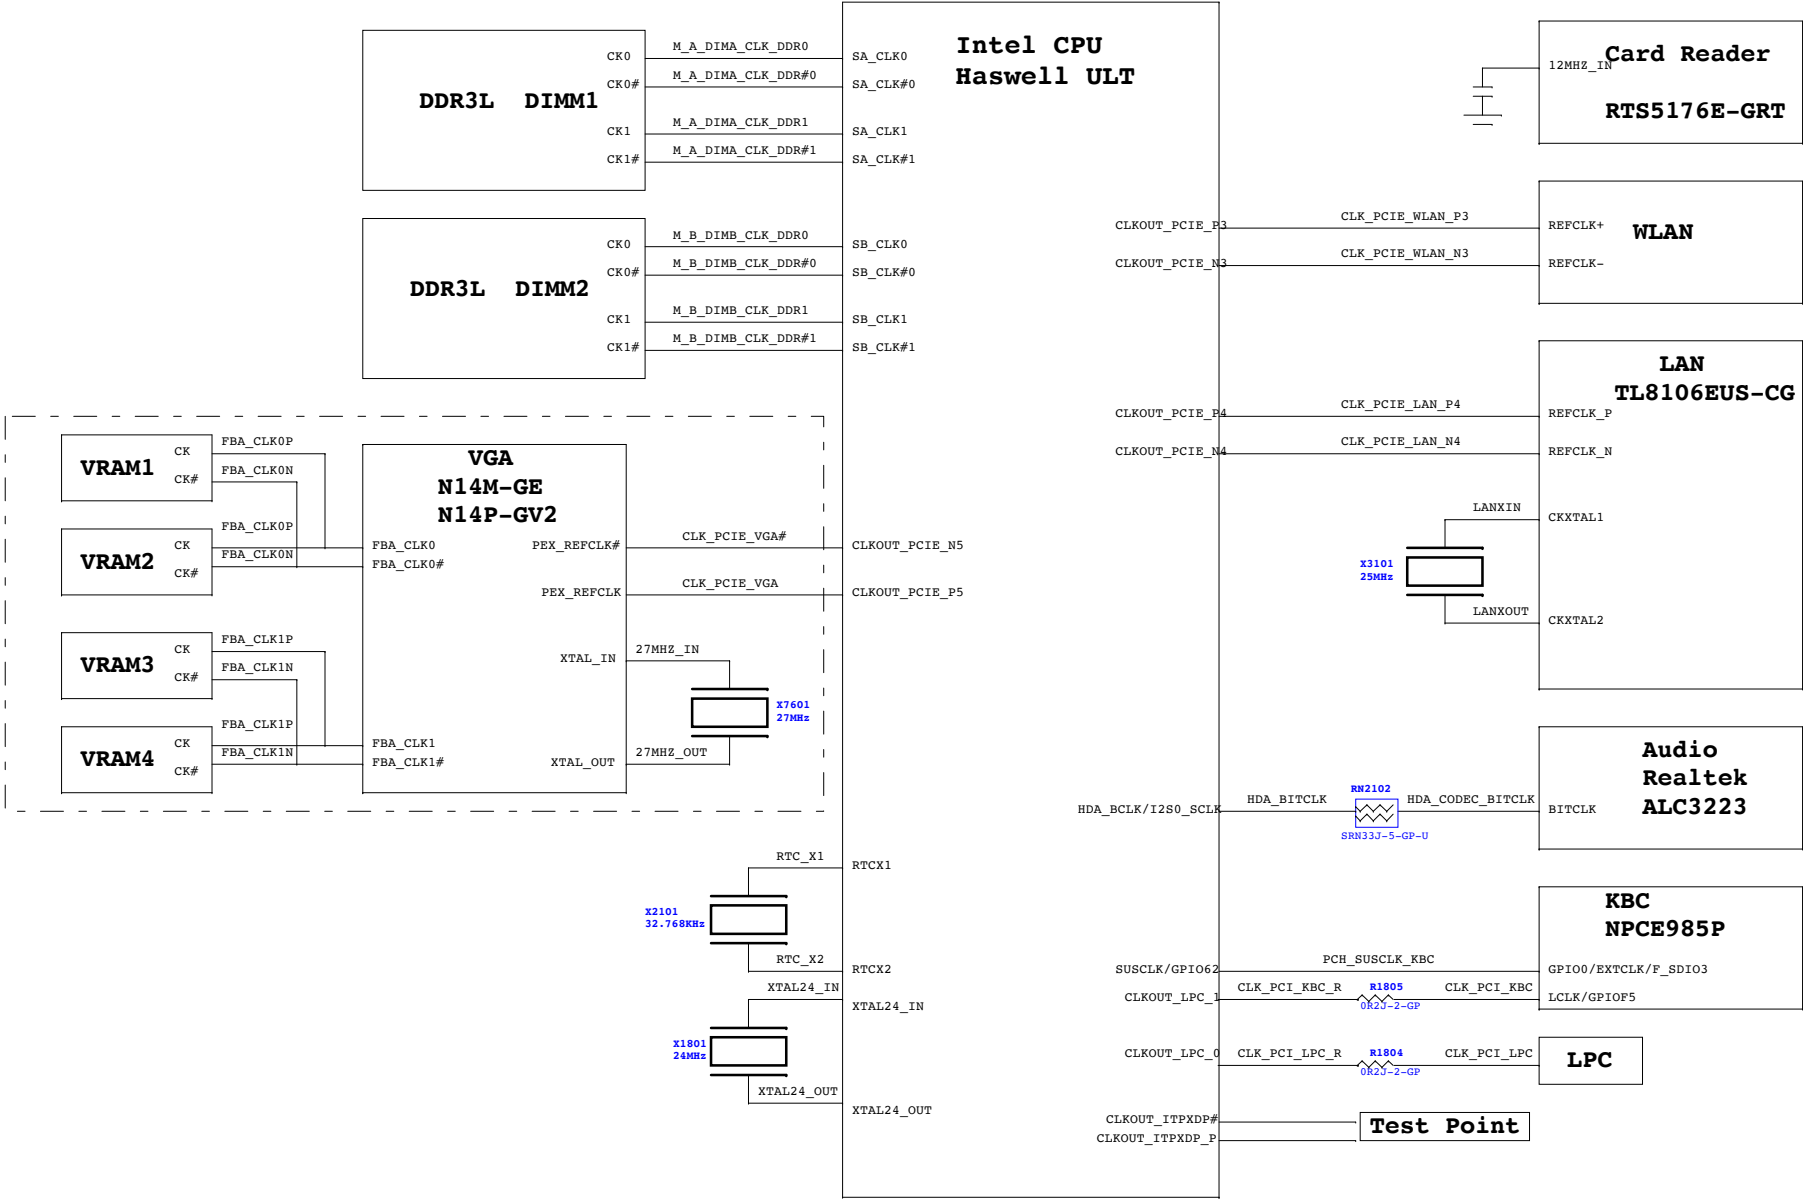 Intel CPU
Haswell ULT
DDR3L DIMM1
CK0
M_A_DIMA_CLK_DDR0
SA_CLK0
CK0#
M_A_DIMA_CLK_DDR#0
SA_CLK#0
CK1
M_A_DIMA_CLK_DDR1
SA_CLK1
CK1#
M_A_DIMA_CLK_DDR#1
SA_CLK#1
DDR3L DIMM2
CK0
M_B_DIMB_CLK_DDR0
SB_CLK0
CK0#
M_B_DIMB_CLK_DDR#0
SB_CLK#0
CK1
M_B_DIMB_CLK_DDR1
SB_CLK1
CK1#
M_B_DIMB_CLK_DDR#1
SB_CLK#1
VRAM1
CK
FBA_CLK0P
CK#
FBA_CLK0N
VRAM2
CK
FBA_CLK0P
CK#
FBA_CLK0N
VRAM3
CK
FBA_CLK1P
CK#
FBA_CLK1N
VRAM4
CK
FBA_CLK1P
CK#
FBA_CLK1N
VGA
N14M-GE
N14P-GV2
FBA_CLK0
FBA_CLK0#
FBA_CLK1
FBA_CLK1#
PEX_REFCLK#
CLK_PCIE_VGA#
CLKOUT_PCIE_N5
PEX_REFCLK
CLK_PCIE_VGA
CLKOUT_PCIE_P5
XTAL_IN
27MHZ_IN
X7601
27MHz
XTAL_OUT
27MHZ_OUT
RTC_X1
RTCX1
X2101
32.768KHz
RTC_X2
RTCX2
XTAL24_IN
XTAL24_IN
X1801
24MHz
XTAL24_OUT
XTAL24_OUT
12MHZ_IN
Card Reader
RTS5176E-GRT
CLKOUT_PCIE_P3
CLK_PCIE_WLAN_P3
REFCLK+
WLAN
CLKOUT_PCIE_N3
CLK_PCIE_WLAN_N3
REFCLK-
LAN
TL8106EUS-CG
CLKOUT_PCIE_P4
CLK_PCIE_LAN_P4
REFCLK_P
CLKOUT_PCIE_N4
CLK_PCIE_LAN_N4
REFCLK_N
LANXIN
CKXTAL1
X3101
25MHz
LANXOUT
CKXTAL2
Audio
Realtek
ALC3223
HDA_BCLK/I2S0_SCLK
HDA_BITCLK
RN2102
SRN33J-5-GP-U
HDA_CODEC_BITCLK
BITCLK
KBC
NPCE985P
SUSCLK/GPIO62
PCH_SUSCLK_KBC
GPIO0/EXTCLK/F_SDIO3
CLKOUT_LPC_1
CLK_PCI_KBC_R
R1805
0R2J-2-GP
CLK_PCI_KBC
LCLK/GPIOF5
CLKOUT_LPC_0
CLK_PCI_LPC_R
R1804
0R2J-2-GP
CLK_PCI_LPC
LPC
CLKOUT_ITPXDP#
CLKOUT_ITPXDP_P
Test Point